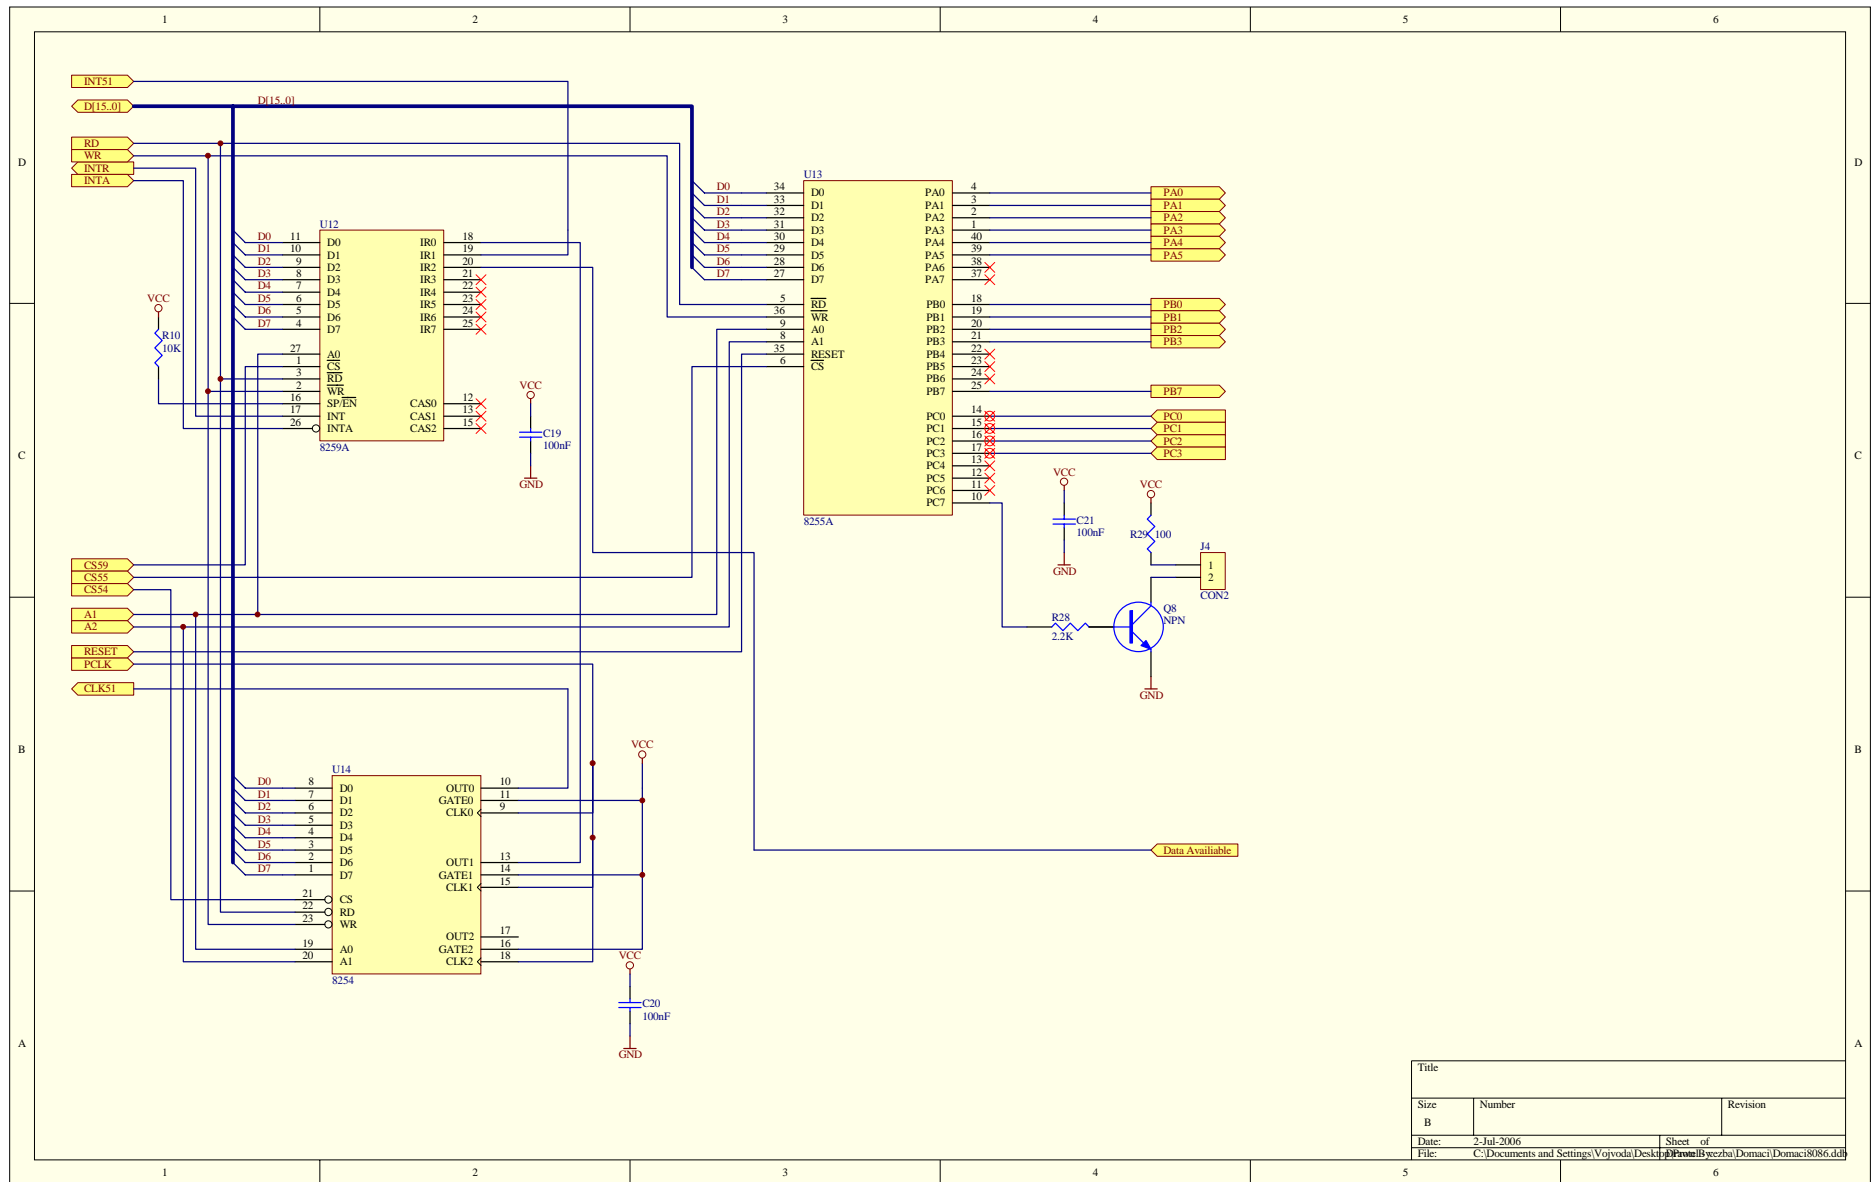 1 2 3 4 5 6
D
C
B
A
D
C
B
A
INT51
D[15..0]
D[15..0]
RD
WR
INTR
INTA
VCC
R10
10K
U12
D0 11 D0
D1 10 D1
D2 9 D2
D3 8 D3
D4 7 D4
D5 6 D5
D6 5 D6
D7 4 D7
27 A0
1 CS
3 RD
2 WR
16 SP/EN
17 INT
26 INTA
IR0 18
IR1 19
IR2 20
IR3 21
IR4 22
IR5 23
IR6 24
IR7 25
CAS0 12
CAS1 13
CAS2 15
8259A
VCC
C19
100nF
GND
U13
D0 34 D0
D1 33 D1
D2 32 D2
D3 31 D3
D4 30 D4
D5 29 D5
D6 28 D6
D7 27 D7
5 RD
36 WR
9 A0
8 A1
35 RESET
6 CS
PA0 4 PA0
PA1 3 PA1
PA2 2 PA2
PA3 1 PA3
PA4 40 PA4
PA5 39 PA5
PA6 38
PA7 37
PB0 18 PB0
PB1 19 PB1
PB2 20 PB2
PB3 21 PB3
PB4 22
PB5 23
PB6 24
PB7 25 PB7
PC0 14 PC0
PC1 15 PC1
PC2 16 PC2
PC3 17 PC3
PC4 13
PC5 12
PC6 11
PC7 10
8255A
VCC
C21
100nF
GND
VCC
R29 100
J4
1
2
CON2
R28
2.2K
Q8
NPN
GND
CS59
CS55
CS54
A1
A2
RESET
PCLK
CLK51
U14
D0 8 D0
D1 7 D1
D2 6 D2
D3 5 D3
D4 4 D4
D5 3 D5
D6 2 D6
D7 1 D7
21 CS
22 RD
23 WR
19 A0
20 A1
OUT0 10
GATE0 11
CLK0 9
OUT1 13
GATE1 14
CLK1 15
OUT2 17
GATE2 16
CLK2 18
8254
VCC
VCC
C20
100nF
GND
Data Availiable
Title
Size Number Revision
B
Date: 2-Jul-2006 Sheet of
File: C:\Documents and Settings\Vojvoda\Desktop\ \Domaci\Domaci8086.ddb
1 2 3 4 5 6